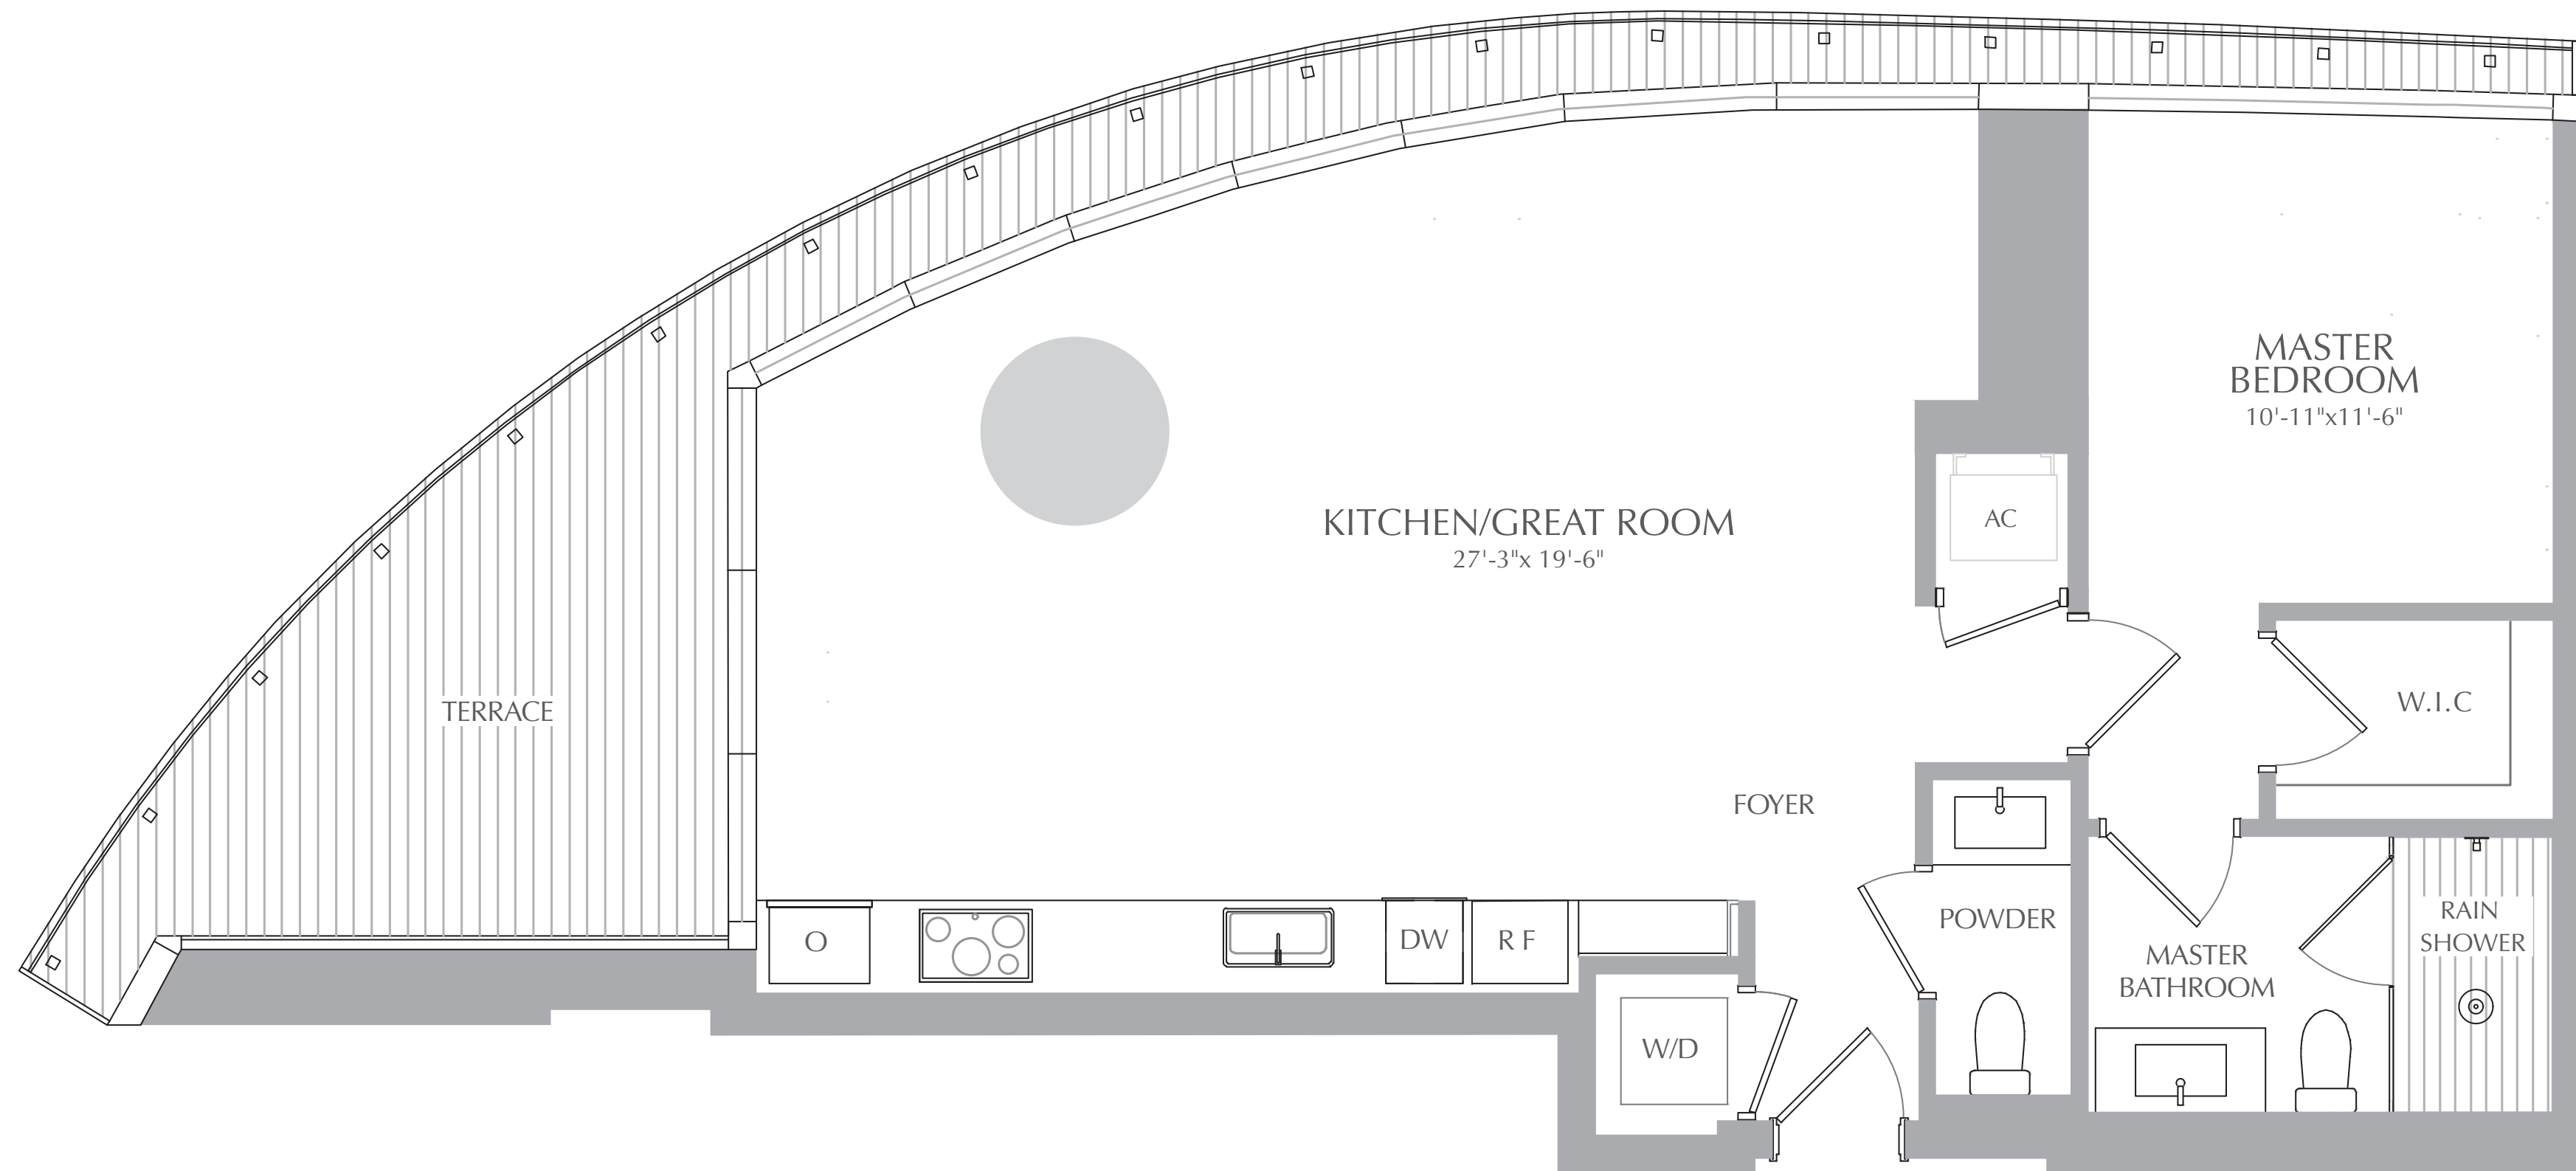 MASTER
BEDROOM
10'-11"x11'-6"
KITCHEN/GREAT ROOM
27'-3"x 19'-6"
AC
W.I.C
TERRACE
FOYER
O
DW
R F
POWDER
RAIN
SHOWER
MASTER
BATHROOM
W/D